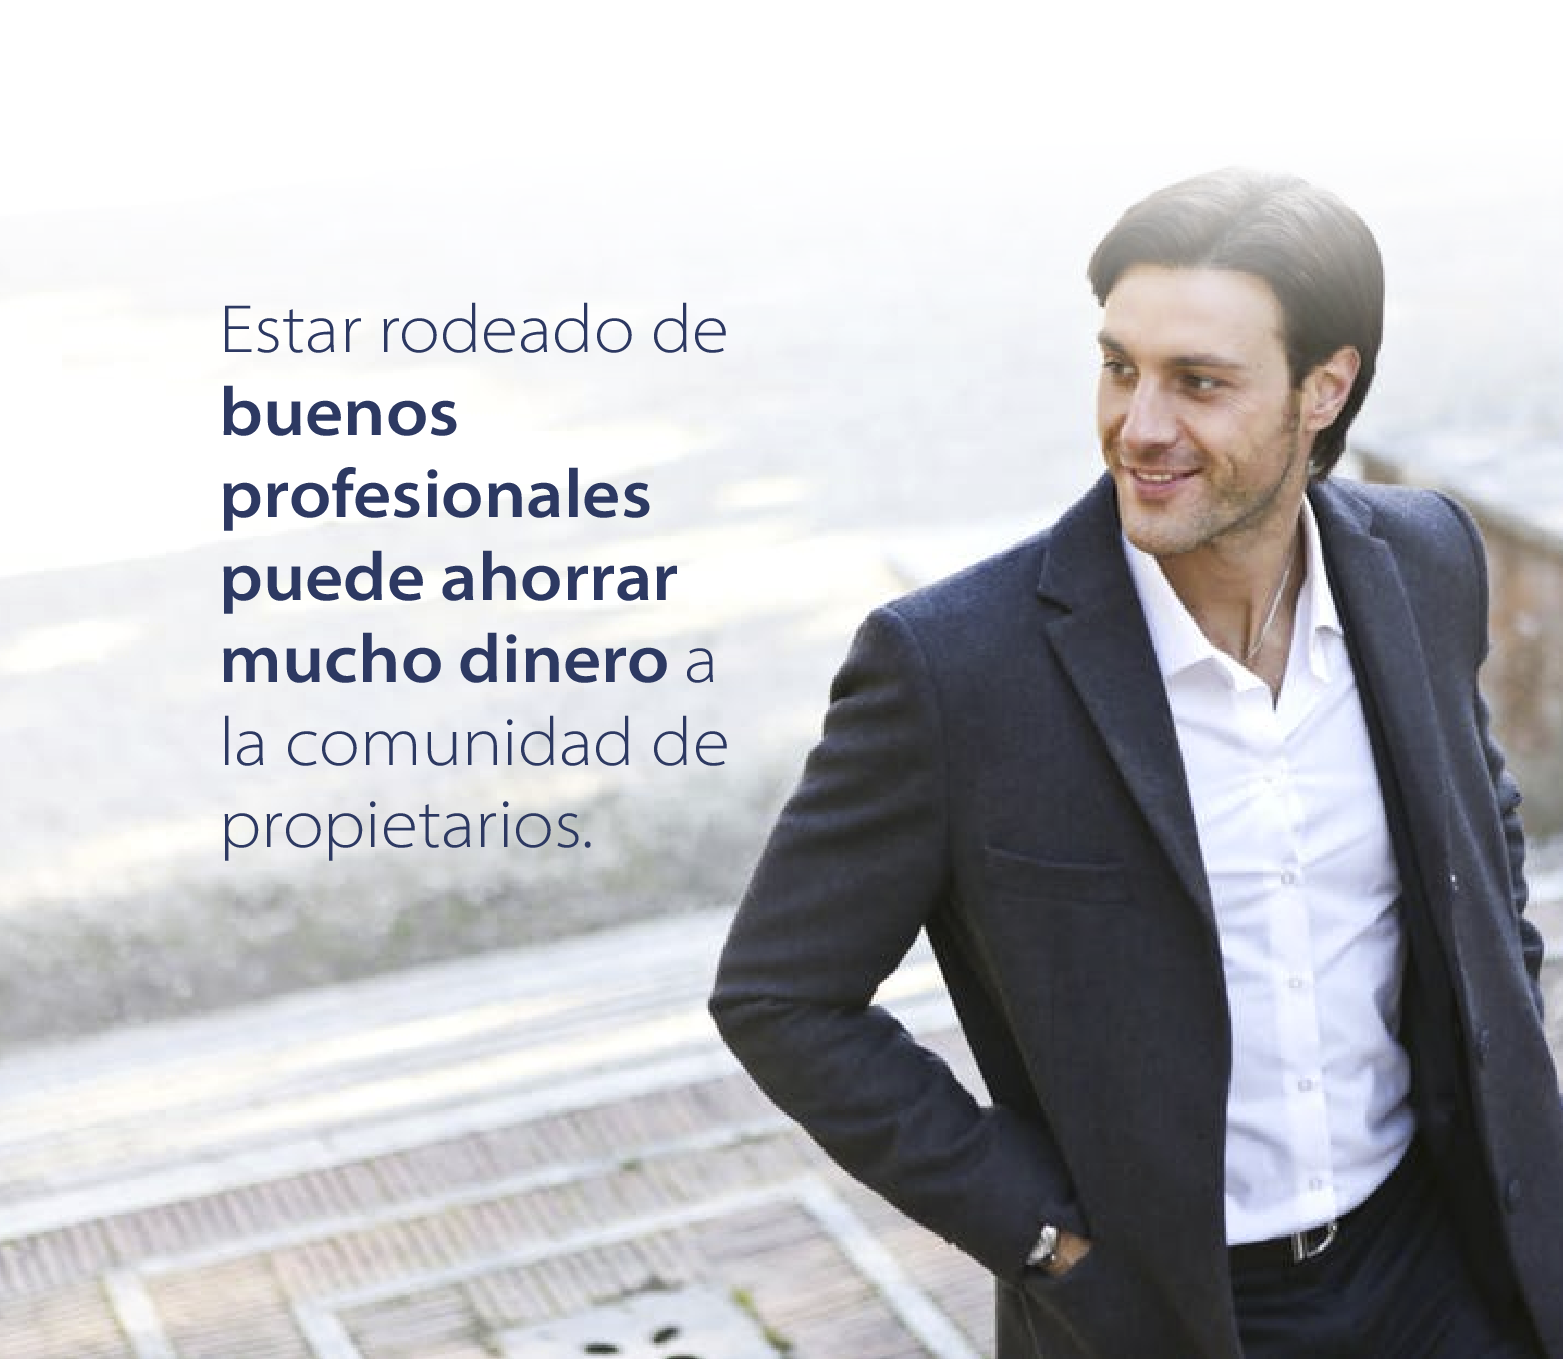 Estar rodeado de
buenos
profesionales
puede ahorrar
mucho dinero a
la comunidad de
propietarios.